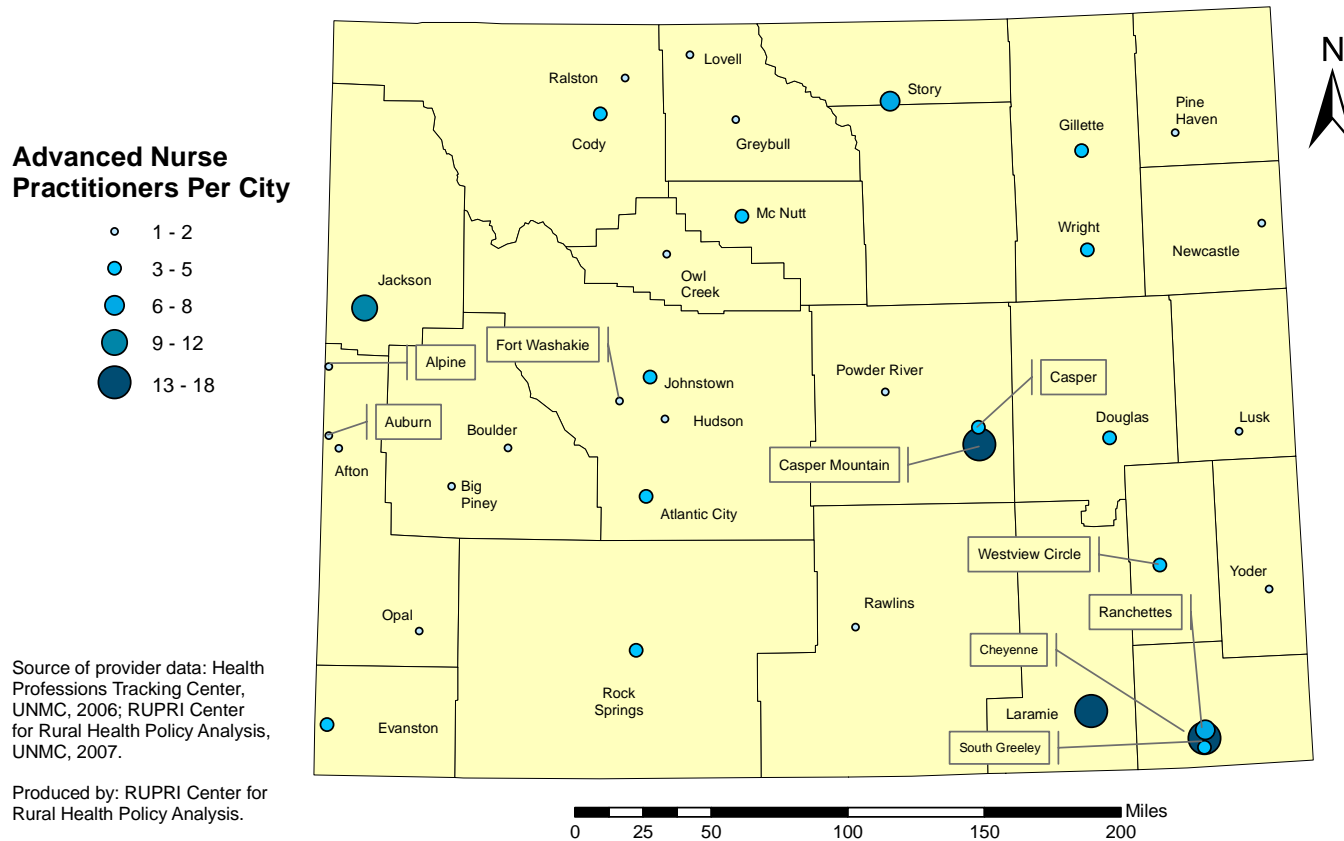 Advanced Nurse
Practitioners Per City
1 - 2
3 - 5
6 - 8
9 - 12
13 - 18
Source of provider data: Health
Professions Tracking Center,
UNMC, 2006; RUPRI Center
for Rural Health Policy Analysis,
UNMC, 2007.
Produced by: RUPRI Center for
Rural Health Policy Analysis.
N
Lovell
Ralston
Cody
Greybull
Story
Gillette
Pine
Haven
Mc Nutt
Wright
Newcastle
Owl
Creek
Jackson
Fort Washakie
Alpine
Johnstown
Powder River
Casper
Auburn
Boulder
Hudson
Douglas
Lusk
Afton
Casper Mountain
Big
Piney
Atlantic City
Westview Circle
Yoder
Opal
Rawlins
Ranchettes
Cheyenne
Rock
Springs
Laramie
Evanston
South Greeley
Miles
0 25 50 100 150 200